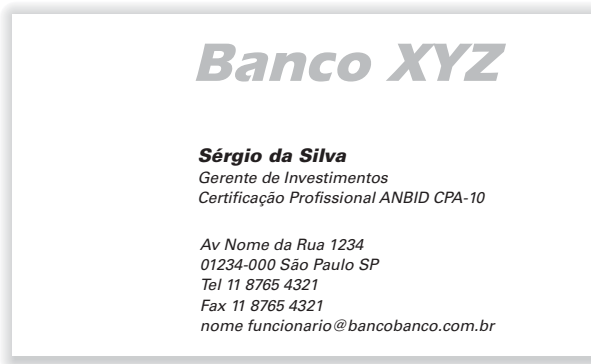 Banco XYZ
Sérgio da Silva
Gerente de Investimentos
Certificação Profissional ANBID CPA-10
Av Nome da Rua 1234
01234-000 São Paulo SP
Tel 11 8765 4321
Fax 11 8765 4321
nome funcionario@bancobanco.com.br